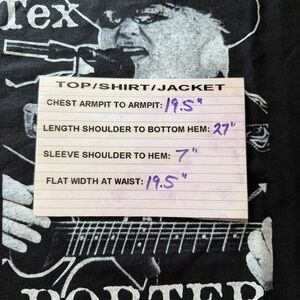 Tex
TOP/SHIRT/JACKET
CHEST ARMPIT TO ARMPIT: 19.5"
LENGTH SHOULDER TO BOTTOM HEM: 27"
SLEEVE SHOULDER TO HEM: 7"
FLAT WIDTH AT WAIST: 19.5"
PORTER